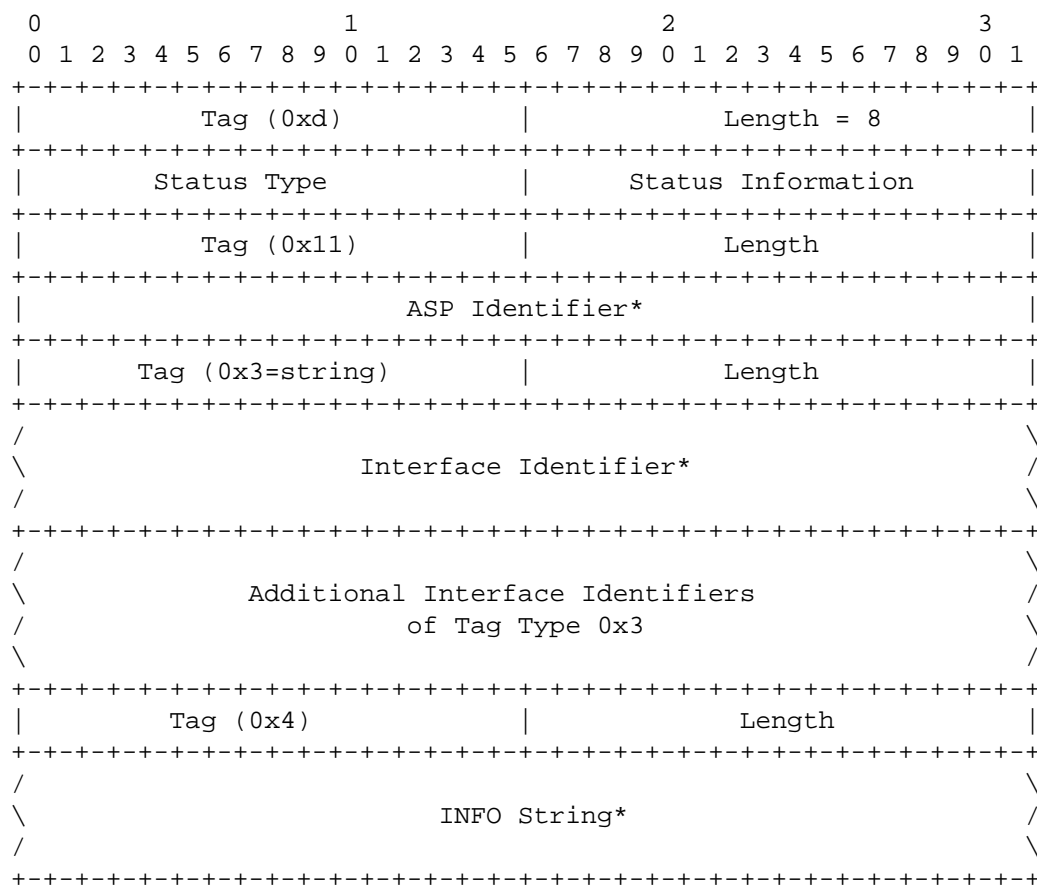 0                   1                   2                   3
 0 1 2 3 4 5 6 7 8 9 0 1 2 3 4 5 6 7 8 9 0 1 2 3 4 5 6 7 8 9 0 1
+-+-+-+-+-+-+-+-+-+-+-+-+-+-+-+-+-+-+-+-+-+-+-+-+-+-+-+-+-+-+-+-+
|           Tag (0xd)           |            Length = 8         |
+-+-+-+-+-+-+-+-+-+-+-+-+-+-+-+-+-+-+-+-+-+-+-+-+-+-+-+-+-+-+-+-+
|        Status Type            |      Status Information       |
+-+-+-+-+-+-+-+-+-+-+-+-+-+-+-+-+-+-+-+-+-+-+-+-+-+-+-+-+-+-+-+-+
|           Tag (0x11)          |            Length             |
+-+-+-+-+-+-+-+-+-+-+-+-+-+-+-+-+-+-+-+-+-+-+-+-+-+-+-+-+-+-+-+-+
|                        ASP Identifier*                        |
+-+-+-+-+-+-+-+-+-+-+-+-+-+-+-+-+-+-+-+-+-+-+-+-+-+-+-+-+-+-+-+-+
|       Tag (0x3=string)        |            Length             |
+-+-+-+-+-+-+-+-+-+-+-+-+-+-+-+-+-+-+-+-+-+-+-+-+-+-+-+-+-+-+-+-+
/                                                               \
\                     Interface Identifier*                     /
/                                                               \
+-+-+-+-+-+-+-+-+-+-+-+-+-+-+-+-+-+-+-+-+-+-+-+-+-+-+-+-+-+-+-+-+
/                                                               \
\              Additional Interface Identifiers                 /
/                        of Tag Type 0x3                        \
\                                                               /
+-+-+-+-+-+-+-+-+-+-+-+-+-+-+-+-+-+-+-+-+-+-+-+-+-+-+-+-+-+-+-+-+
|         Tag (0x4)             |             Length            |
+-+-+-+-+-+-+-+-+-+-+-+-+-+-+-+-+-+-+-+-+-+-+-+-+-+-+-+-+-+-+-+-+
/                                                               \
\                          INFO String*                         /
/                                                               \
+-+-+-+-+-+-+-+-+-+-+-+-+-+-+-+-+-+-+-+-+-+-+-+-+-+-+-+-+-+-+-+-+